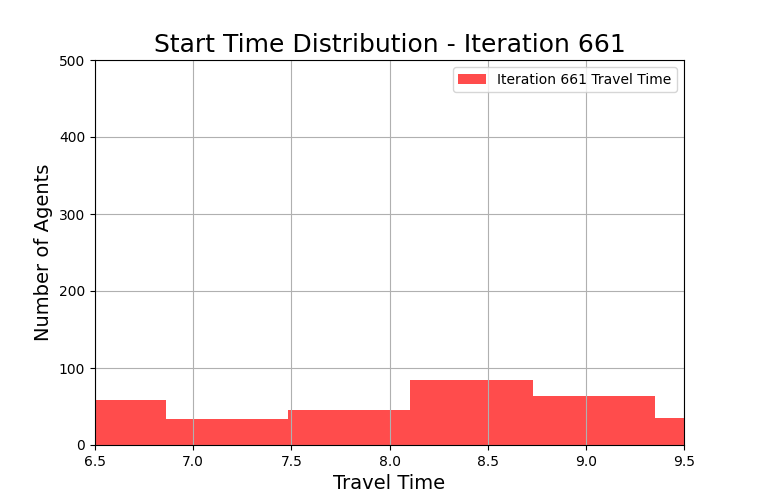 Start Time Distribution - Iteration 661
Iteration 661 Travel Time
Number of Agents
500
400
300
200
100
0
6.5 7.0 7.5 8.0 8.5 9.0 9.5
Travel Time